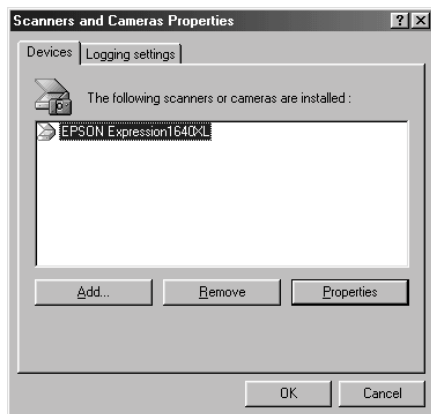 Scanners and Cameras Properties
Devices Logging settings
The following scanners or cameras are installed :
EPSON Expression1640XL
Add... Remove Properties
OK Cancel